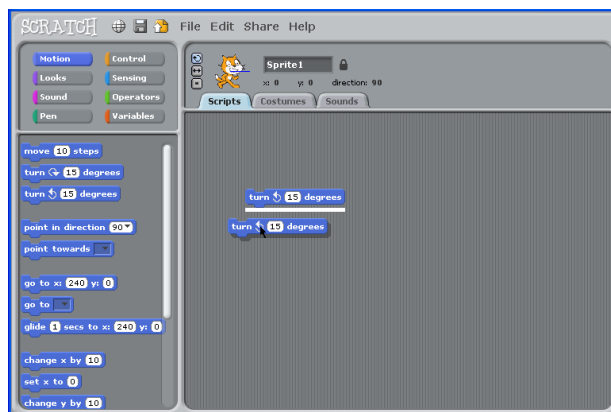 SCRATCH File Edit Share Help
Motion Control
Looks Sensing
Sound Operators
Pen Variables
Sprite1
x: 0 y: 0 direction: 90
Scripts Costumes Sounds
move 10 steps
turn 15 degrees
turn 15 degrees
point in direction 90
point towards
go to x: 240 y: 0
go to
glide 1 secs to x: 240 y: 0
change x by 10
set x to 0
change y by 10
turn 15 degrees
turn 15 degrees